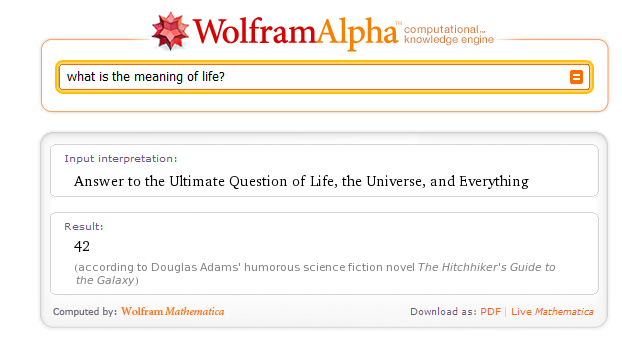 WolframAlpha™ computational...
knowledge engine
what is the meaning of life?
Input interpretation:
Answer to the Ultimate Question of Life, the Universe, and Everything
Result:
42
(according to Douglas Adams' humorous science fiction novel The Hitchhiker's Guide to
the Galaxy)
Computed by: Wolfram Mathematica
Download as: PDF | Live Mathematica